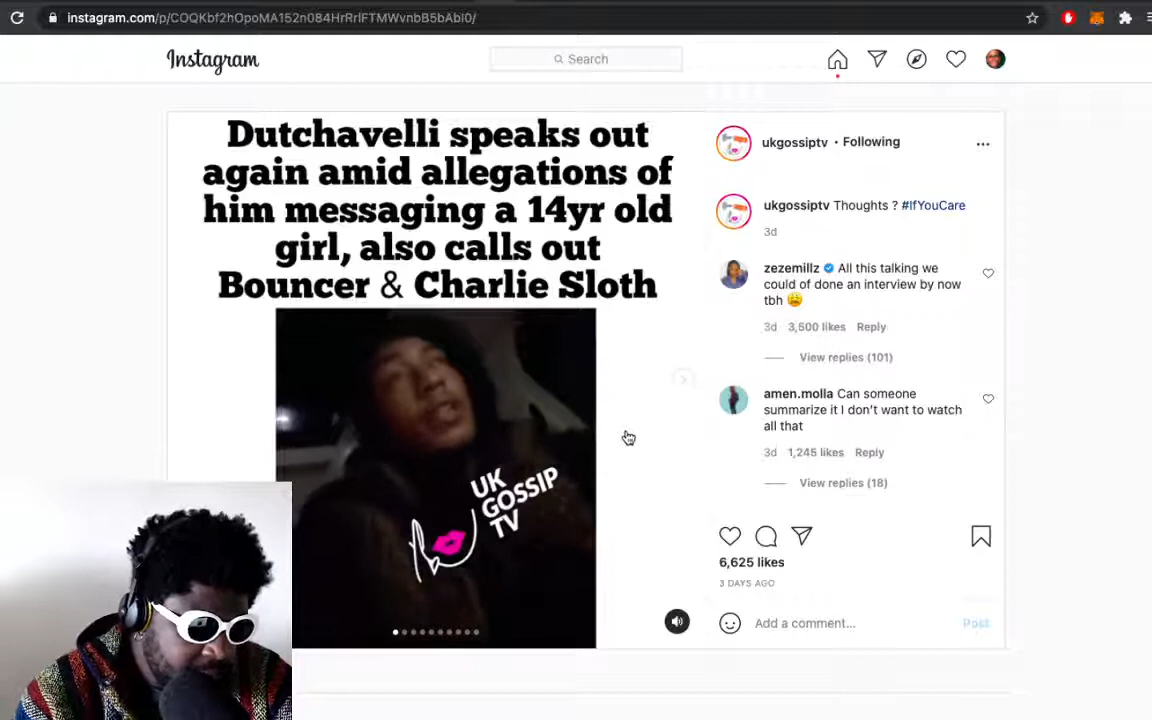 instagram.com/p/COQKbf2hOpoMA152n084HrRrlFTMWvnbB5bAbI0/
Instagram
Search
Dutchavelli speaks out
again amid allegations of
him messaging a 14yr old
girl, also calls out
Bouncer & Charlie Sloth
UK
GOSSIP
TV
ukgossiptv • Following
ukgossiptv Thoughts ? #IfYouCare
3d
zezemillz All this talking we
could of done an interview by now
tbh 😩
3d 3,500 likes Reply
View replies (101)
amen.molla Can someone
summarize it I don't want to watch
all that
3d 1,245 likes Reply
View replies (18)
6,625 likes
3 DAYS AGO
Add a comment...
Post